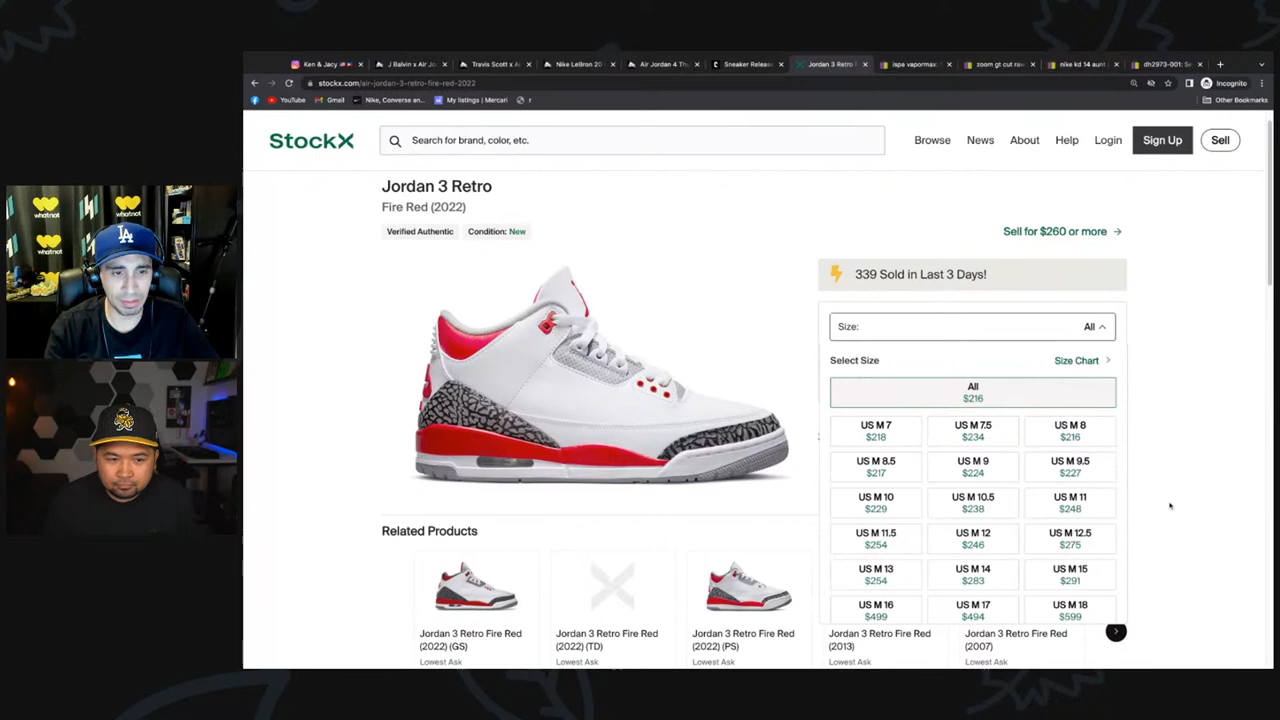 Ken & Jacy
J Balvin x Air Jo
Travis Scott x A
Nike LeBron 20
Air Jordan 4 Thu
Sneaker Release
Jordan 3 Retro
ispa vapormax:
zoom gt cut rav
nike kd 14 aunt
dh2973-001: S
stockx.com/air-jordan-3-retro-fire-red-2022
Incognito
YouTube
Gmail
Nike, Converse an...
My listings | Mercari
r
Other Bookmarks
StockX
Search for brand, color, etc.
Browse
News
About
Help
Login
Sign Up
Sell
Jordan 3 Retro
Fire Red (2022)
Verified Authentic
Condition: New
Sell for $260 or more
339 Sold in Last 3 Days!
Size:
All
Select Size
Size Chart
All
$216
US M 7
$218
US M 7.5
$234
US M 8
$216
US M 8.5
$217
US M 9
$224
US M 9.5
$227
US M 10
$229
US M 10.5
$238
US M 11
$248
US M 11.5
$254
US M 12
$246
US M 12.5
$275
US M 13
$254
US M 14
$283
US M 15
$291
US M 16
$499
US M 17
$494
US M 18
$599
Related Products
Jordan 3 Fire Red
(2022) (GS)
Lowest Ask
Jordan 3 Retro Fire Red
(2022) (TD)
Lowest Ask
Jordan 3 Retro Fire Red
(2022) (PS)
Lowest Ask
Jordan 3 Retro Fire Red
(2013)
Lowest Ask
Jordan 3 Retro Fire Red
(2007)
Lowest Ask
whatnot
whatnot
whatnot
LA